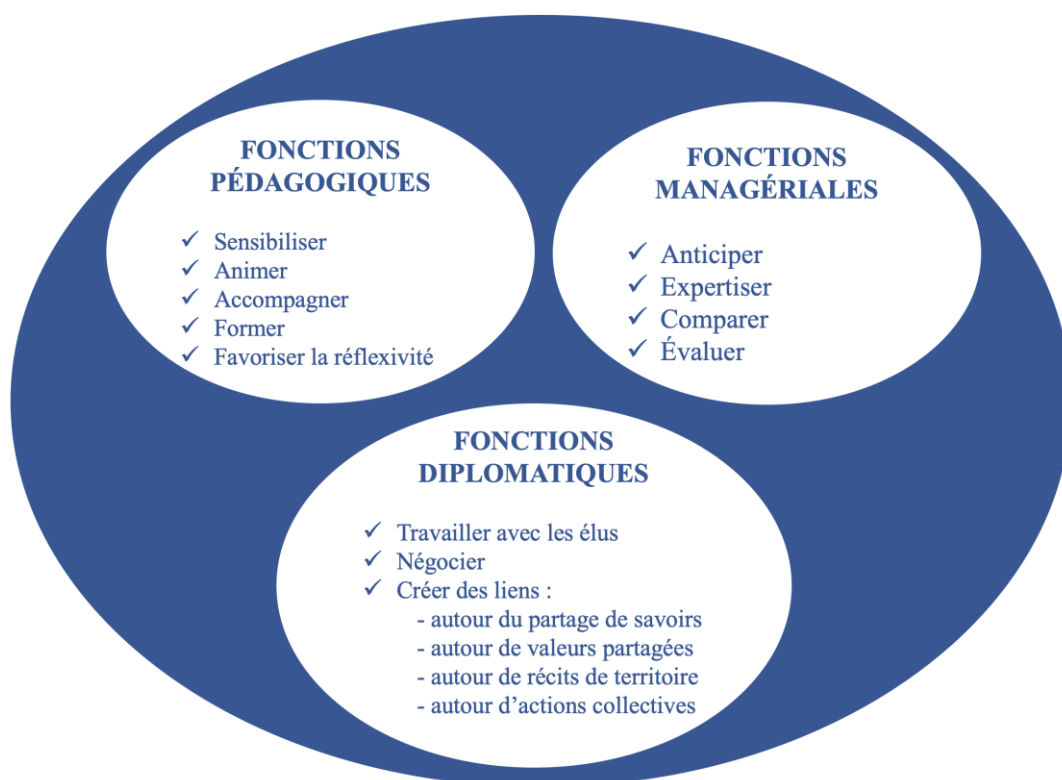 FONCTIONS
PÉDAGOGIQUES
✓ Sensibiliser
✓ Animer
✓ Accompagner
✓ Former
✓ Favoriser la réflexivité
FONCTIONS
MANAGÉRIALES
✓ Anticiper
✓ Expertiser
✓ Comparer
✓ Évaluer
FONCTIONS
DIPLOMATIQUES
✓ Travailler avec les élus
✓ Négocier
✓ Créer des liens :
- autour du partage de savoirs
- autour de valeurs partagées
- autour de récits de territoire
- autour d’actions collectives